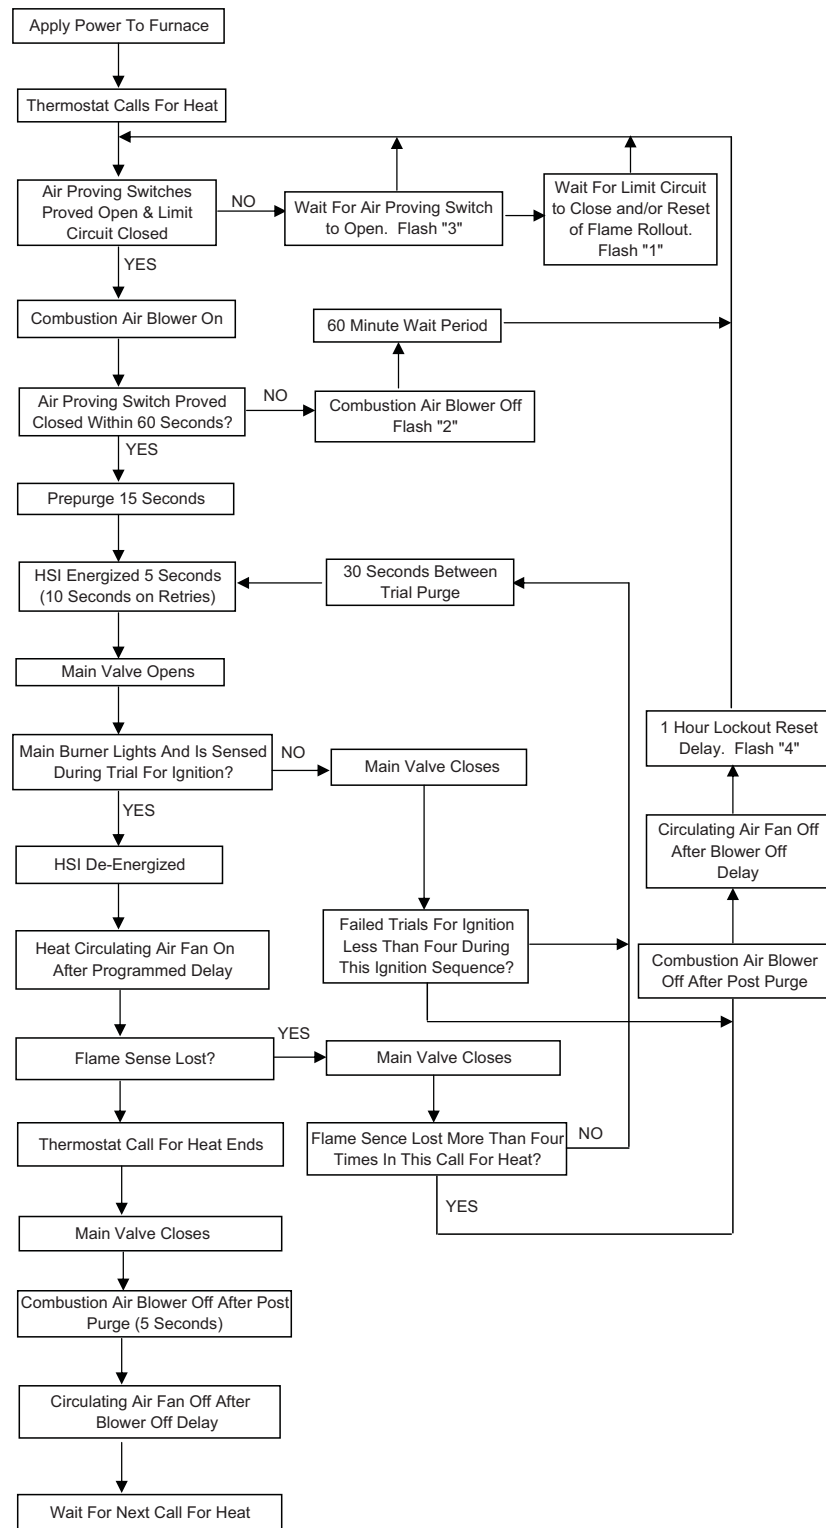 Apply Power To Furnace
Thermostat Calls For Heat
Air Proving Switches
Proved Open & Limit
Circuit Closed
NO
Wait For Air Proving Switch
to Open. Flash "3"
Wait For Limit Circuit
to Close and/or Reset
of Flame Rollout.
Flash "1"
YES
Combustion Air Blower On
60 Minute Wait Period
Air Proving Switch Proved
Closed Within 60 Seconds?
NO
Combustion Air Blower Off
Flash "2"
YES
Prepurge 15 Seconds
HSI Energized 5 Seconds
(10 Seconds on Retries)
30 Seconds Between
Trial Purge
Main Valve Opens
1 Hour Lockout Reset
Delay. Flash "4"
Main Burner Lights And Is Sensed
During Trial For Ignition?
NO
Main Valve Closes
YES
Circulating Air Fan Off
After Blower Off
Delay
HSI De-Energized
Heat Circulating Air Fan On
After Programmed Delay
Failed Trials For Ignition
Less Than Four During
This Ignition Sequence?
Combustion Air Blower
Off After Post Purge
Flame Sense Lost?
YES
Main Valve Closes
Thermostat Call For Heat Ends
Flame Sence Lost More Than Four
Times In This Call For Heat?
NO
YES
Main Valve Closes
Combustion Air Blower Off After Post
Purge (5 Seconds)
Circulating Air Fan Off After
Blower Off Delay
Wait For Next Call For Heat